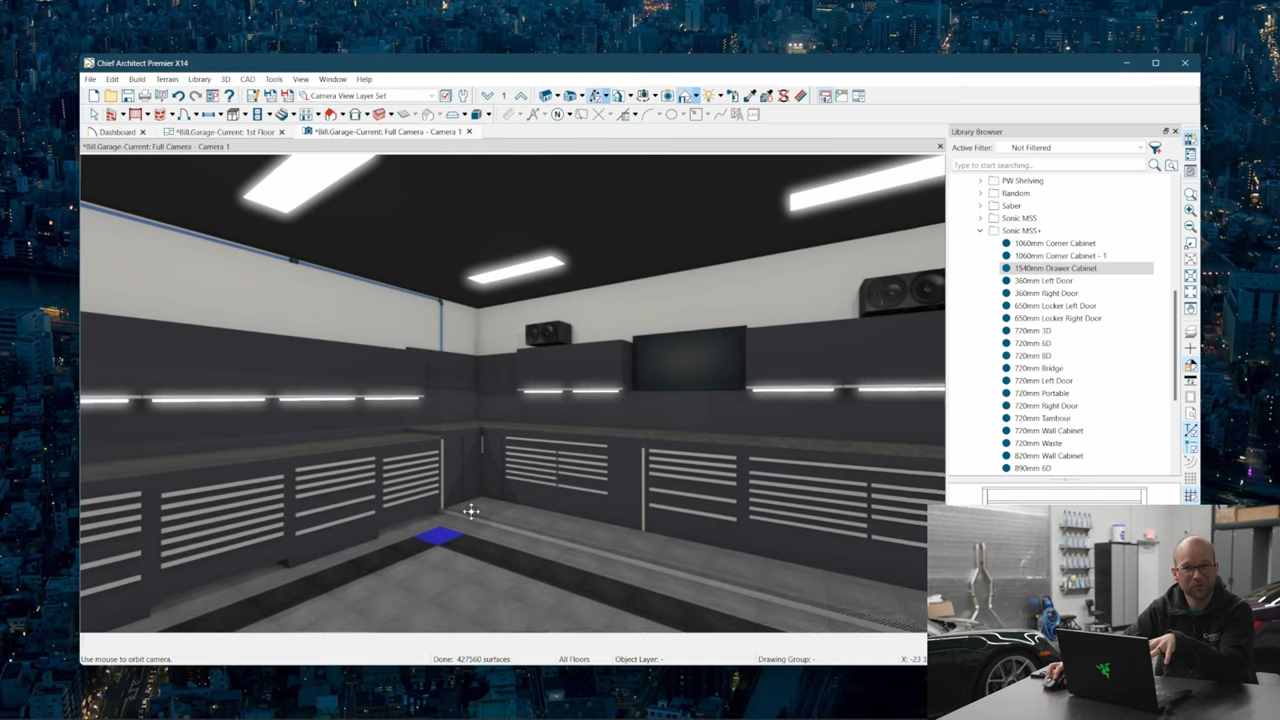 Chief Architect Premier X14
File Edit Build Terrain Library 3D CAD Tools View Window Help
Camera View Layer Set 1
Dashboard *Bill.Garage-Current: 1st Floor *Bill.Garage-Current: Full Camera - Camera 1
*Bill.Garage-Current: Full Camera - Camera 1
Library Browser
Active Filter: Not Filtered
Type to start searching...
PW Shelving
Random
Saber
Sonic MSS
Sonic MSS+
1060mm Corner Cabinet
1060mm Corner Cabinet - 1
1540mm Drawer Cabinet
360mm Left Door
360mm Right Door
650mm Locker Left Door
650mm Locker Right Door
720mm 3D
720mm 6D
720mm 8D
720mm Bridge
720mm Left Door
720mm Portable
720mm Right Door
720mm Tambour
720mm Wall Cabinet
720mm Waste
820mm Wall Cabinet
890mm 6D
Use mouse to orbit camera. Done: 427560 surfaces All Floors Object Layer: - Drawing Group: - X: -23 3